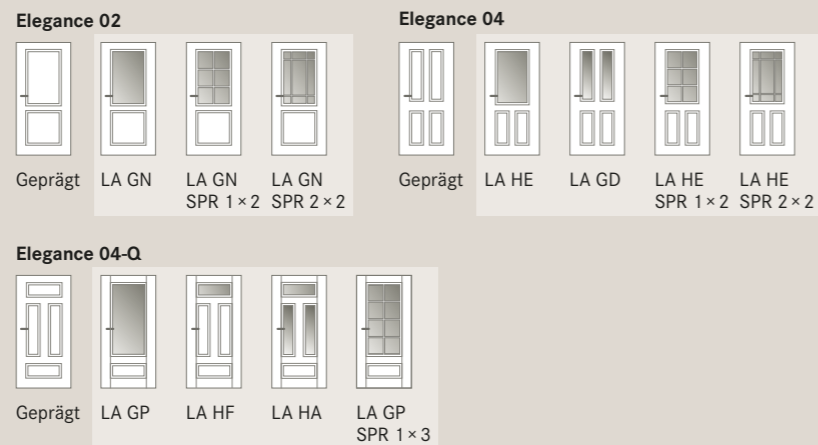 Elegance 02
Geprägt
LA GN
LA GN
SPR 1 × 2
LA GN
SPR 2 × 2
Elegance 04
Geprägt
LA HE
LA GD
LA HE
SPR 1 × 2
LA HE
SPR 2 × 2
Elegance 04-Q
Geprägt
LA GP
LA HF
LA HA
LA GP
SPR 1 × 3